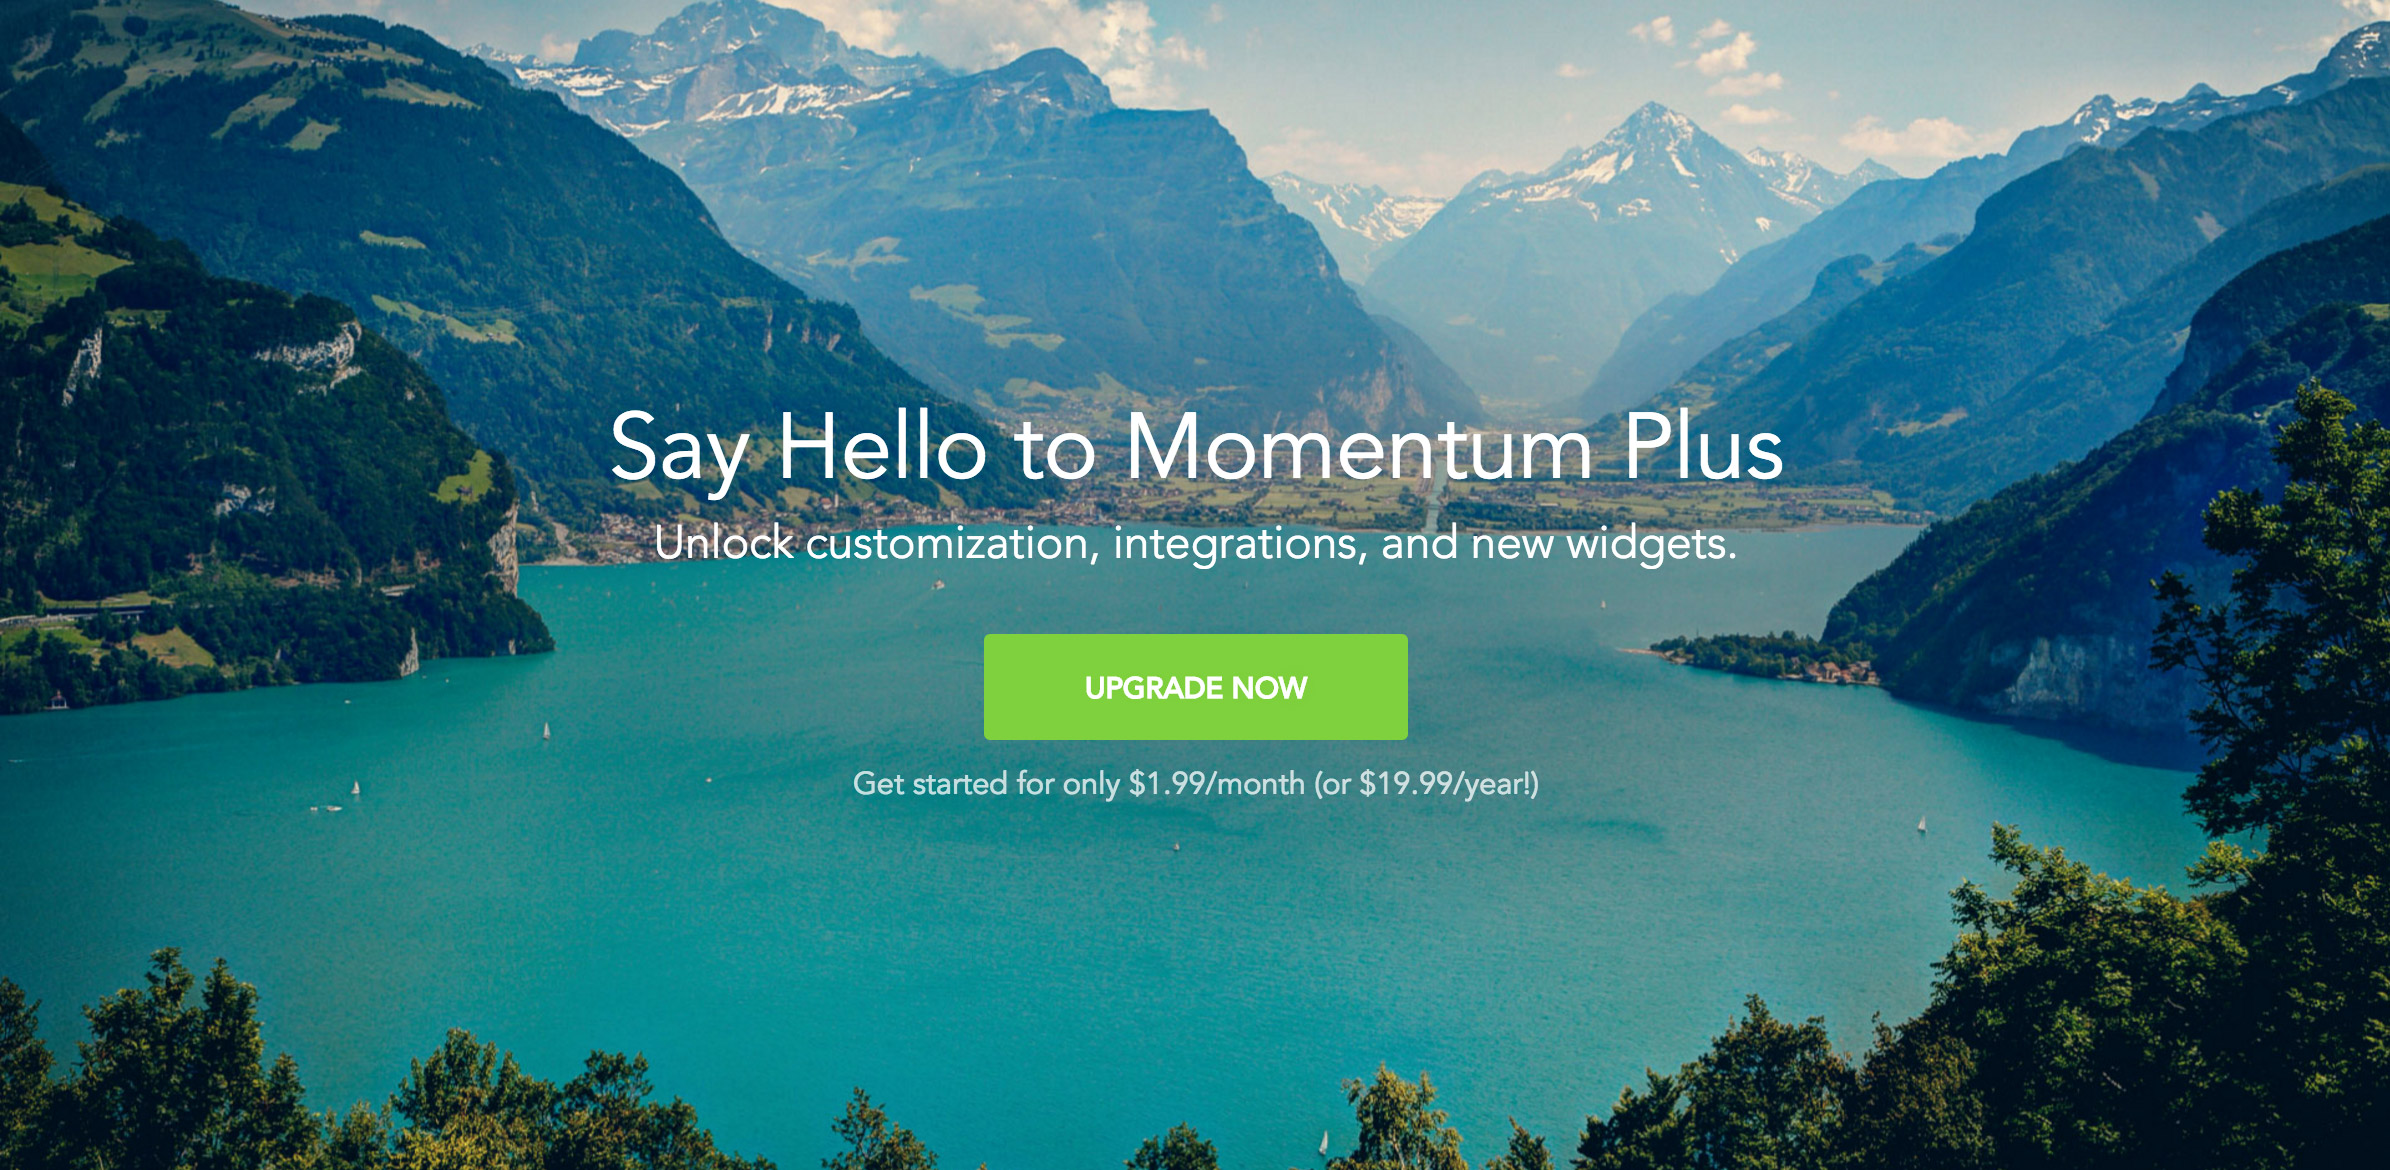 Say Hello to Momentum Plus
Unlock customization, integrations, and new widgets.
UPGRADE NOW
Get started for only $1.99/month (or $19.99/year!)